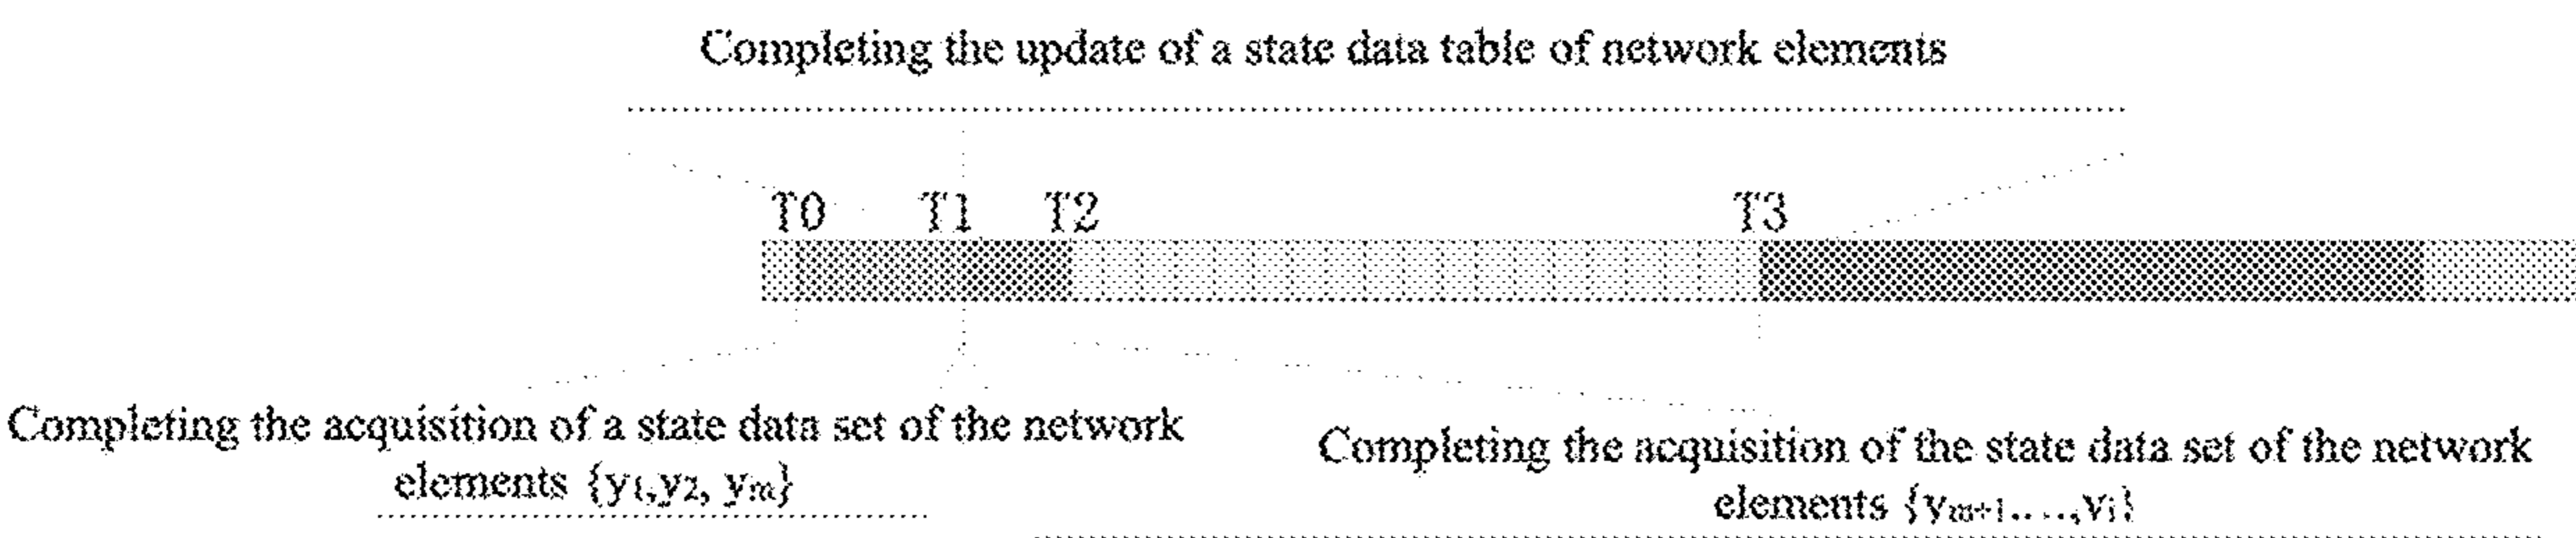 Completing the update of a state data table of network elements
T0 T1 T2 T3
Completing the acquisition of a state data set of the network
elements {y1,y2, ym}
Completing the acquisition of the state data set of the network
elements {ym+1....,yi}